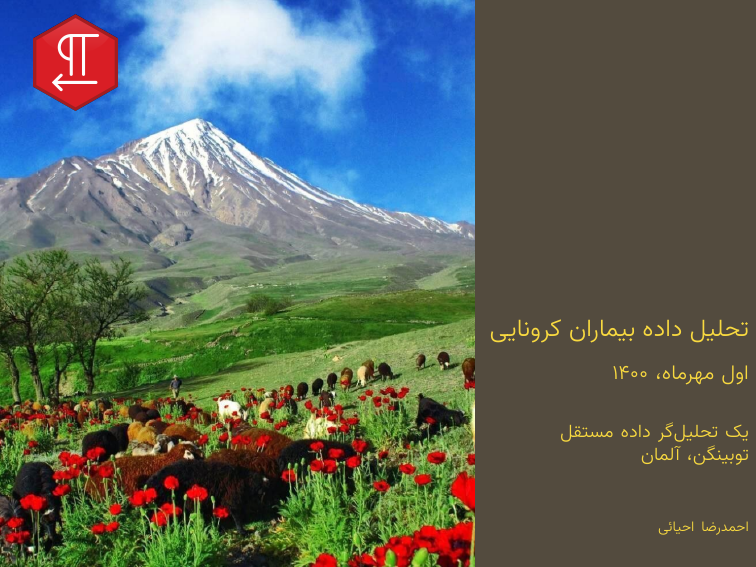 تحلیل داده بیماران کرونایی
اول مهرماه، ۱۴۰۰
یک تحلیل‌گر داده مستقل
توبینگن، آلمان
احمدرضا احیائی